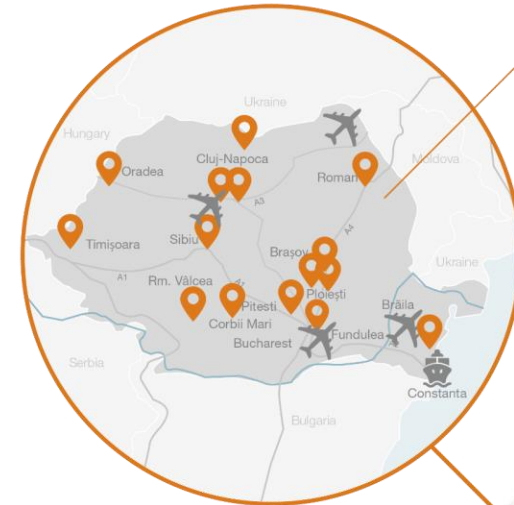 Ukraine
Hungary
Cluj-Napoca
Moldova
Oradea
Roman
A3
A4
Timișoara
Sibiu
Brașov
Ukraine
A1
Rm. Vâlcea
A1
Ploiești
Pitesti
Brăila
Corbii Mari
Bucharest
Fundulea
Serbia
Constanta
Bulgaria